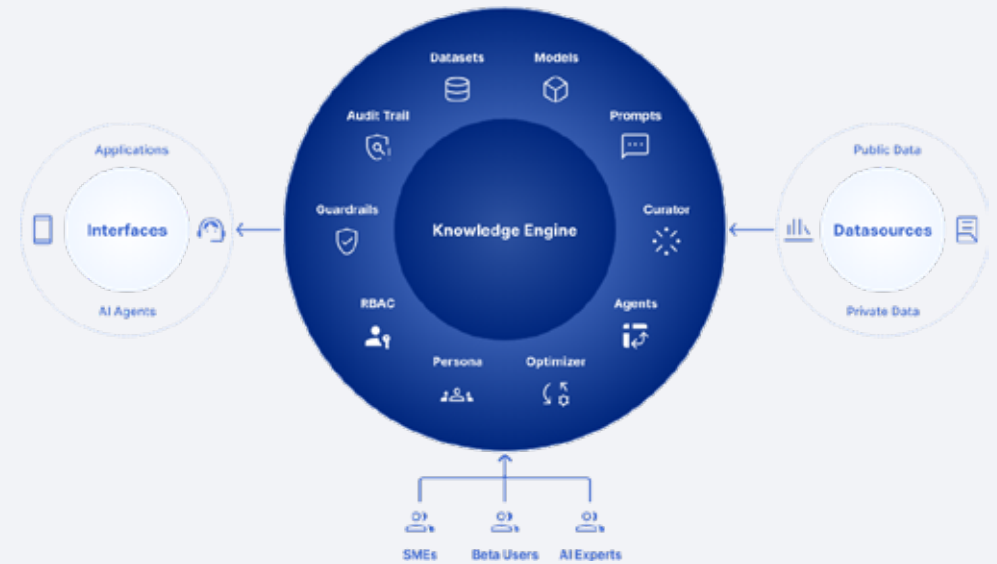 Datasets
Models
Audit Trail
Prompts
Applications
Public Data
Guardrails
Curator
Interfaces
Knowledge Engine
Datasources
RBAC
Agents
AI Agents
Private Data
Persona
Optimizer
SMEs
Beta Users
AI Experts